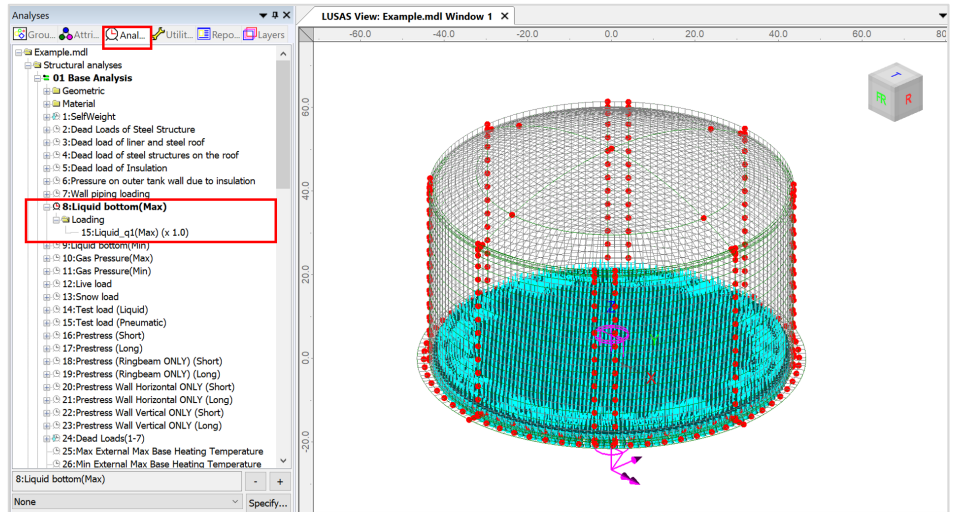 Analyses
Grou... Attri... Anal... Utilit... Repo... Layers
Example.mdl
Structural analyses
01 Base Analysis
Geometric
Material
1:SelfWeight
2:Dead Loads of Steel Structure
3:Dead load of liner and steel roof
4:Dead load of steel structures on the roof
5:Dead load of Insulation
6:Pressure on outer tank wall due to insulation
7:Wall piping loading
8:Liquid bottom(Max)
Loading
15:Liquid_q1(Max) (x 1.0)
9:Liquid bottom(Min)
10:Gas Pressure(Max)
11:Gas Pressure(Min)
12:Live load
13:Snow load
14:Test load (Liquid)
15:Test load (Pneumatic)
16:Prestress (Short)
17:Prestress (Long)
18:Prestress (Ringbeam ONLY) (Short)
19:Prestress (Ringbeam ONLY) (Long)
20:Prestress Wall Horizontal ONLY (Short)
21:Prestress Wall Horizontal ONLY (Long)
22:Prestress Wall Vertical ONLY (Short)
23:Prestress Wall Vertical ONLY (Long)
24:Dead Loads(1-7)
25:Max External Max Base Heating Temperature
26:Min External Max Base Heating Temperature
8:Liquid bottom(Max)
- +
None
Specify...
LUSAS View: Example.mdl Window 1 X
-60.0 -40.0 -20.0 0.0 20.0 40.0 60.0 80
60.0
40.0
20.0
0.0
-20.0
T
FR R
Z
Y
X